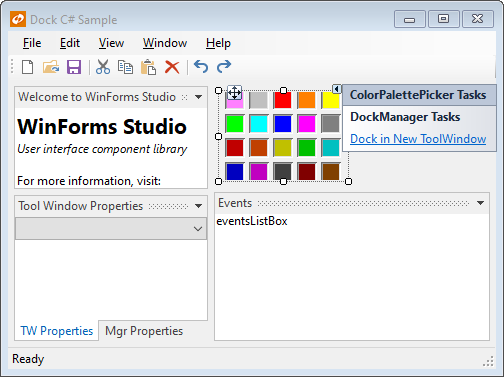 Dock C# Sample
File Edit View Window Help
Welcome to WinForms Studio
WinForms Studio
User interface component library
For more information, visit:
ColorPalettePicker Tasks
DockManager Tasks
Dock in New ToolWindow
Tool Window Properties
TW Properties Mgr Properties
Events
eventsListBox
Ready